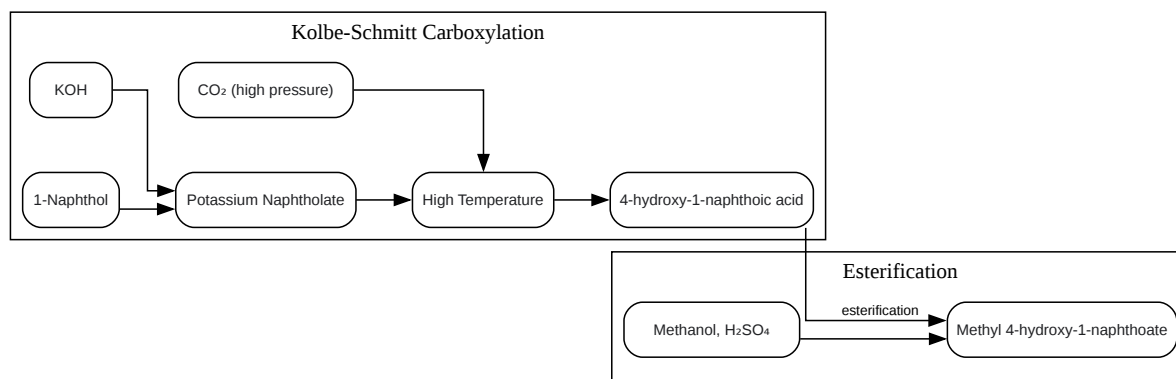 Kolbe-Schmitt Carboxylation
KOH
CO₂ (high pressure)
1-Naphthol
Potassium Naphtholate
High Temperature
4-hydroxy-1-naphthoic acid
Esterification
esterification
Methanol, H₂SO₄
Methyl 4-hydroxy-1-naphthoate